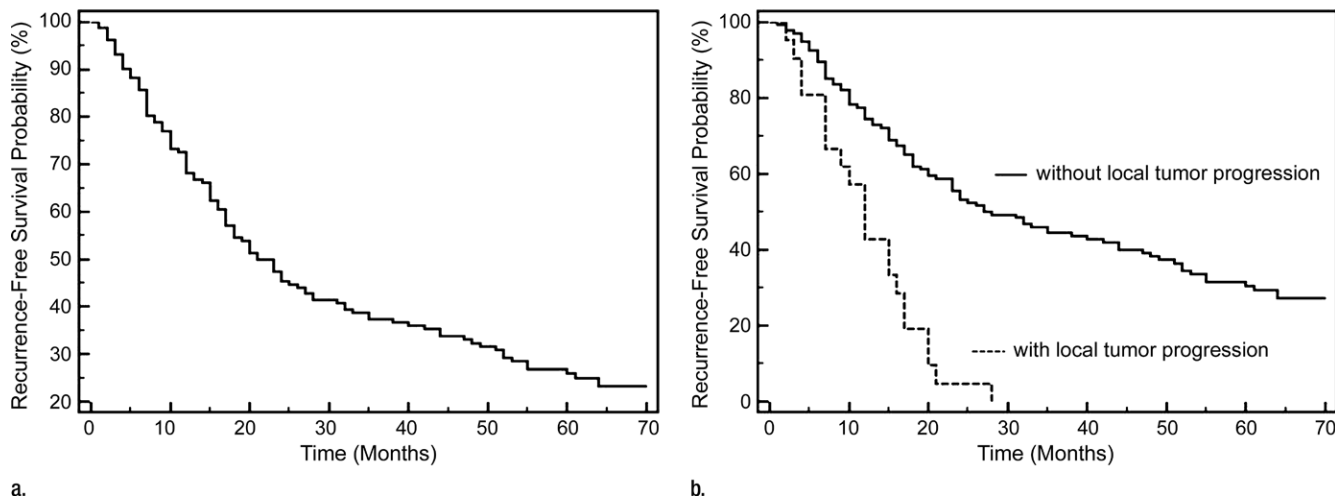 Recurrence-Free Survival Probability (%)
100
90
80
70
60
50
40
30
20
0 10 20 30 40 50 60 70
Time (Months)
a.
Recurrence-Free Survival Probability (%)
100
80
60
40
20
0
without local tumor progression
with local tumor progression
0 10 20 30 40 50 60 70
Time (Months)
b.